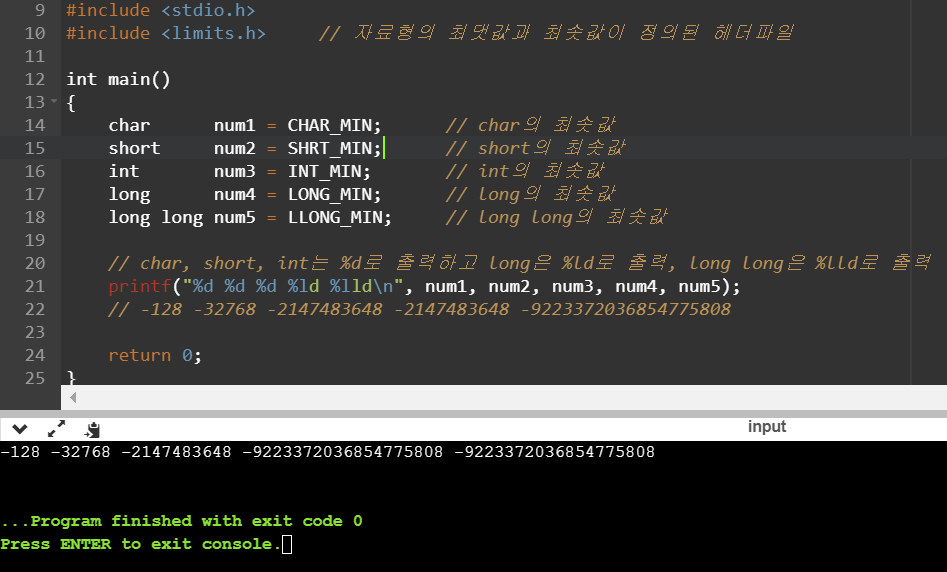 9 #include <stdio.h>
10 #include <limits.h>     // 자료형의 최댓값과 최솟값이 정의된 헤더파일
11
12 int main()
13 {
14     char      num1 = CHAR_MIN;      // char의 최솟값
15     short     num2 = SHRT_MIN;      // short의 최솟값
16     int       num3 = INT_MIN;       // int의 최솟값
17     long      num4 = LONG_MIN;      // long의 최솟값
18     long long num5 = LLONG_MIN;     // long long의 최솟값
19
20     // char, short, int는 %d로 출력하고 long은 %ld로 출력, long long은 %lld로 출력
21     printf("%d %d %d %ld %lld\n", num1, num2, num3, num4, num5);
22     // -128 -32768 -2147483648 -2147483648 -9223372036854775808
23
24     return 0;
25 }
input
-128 -32768 -2147483648 -9223372036854775808 -9223372036854775808
...Program finished with exit code 0
Press ENTER to exit console.